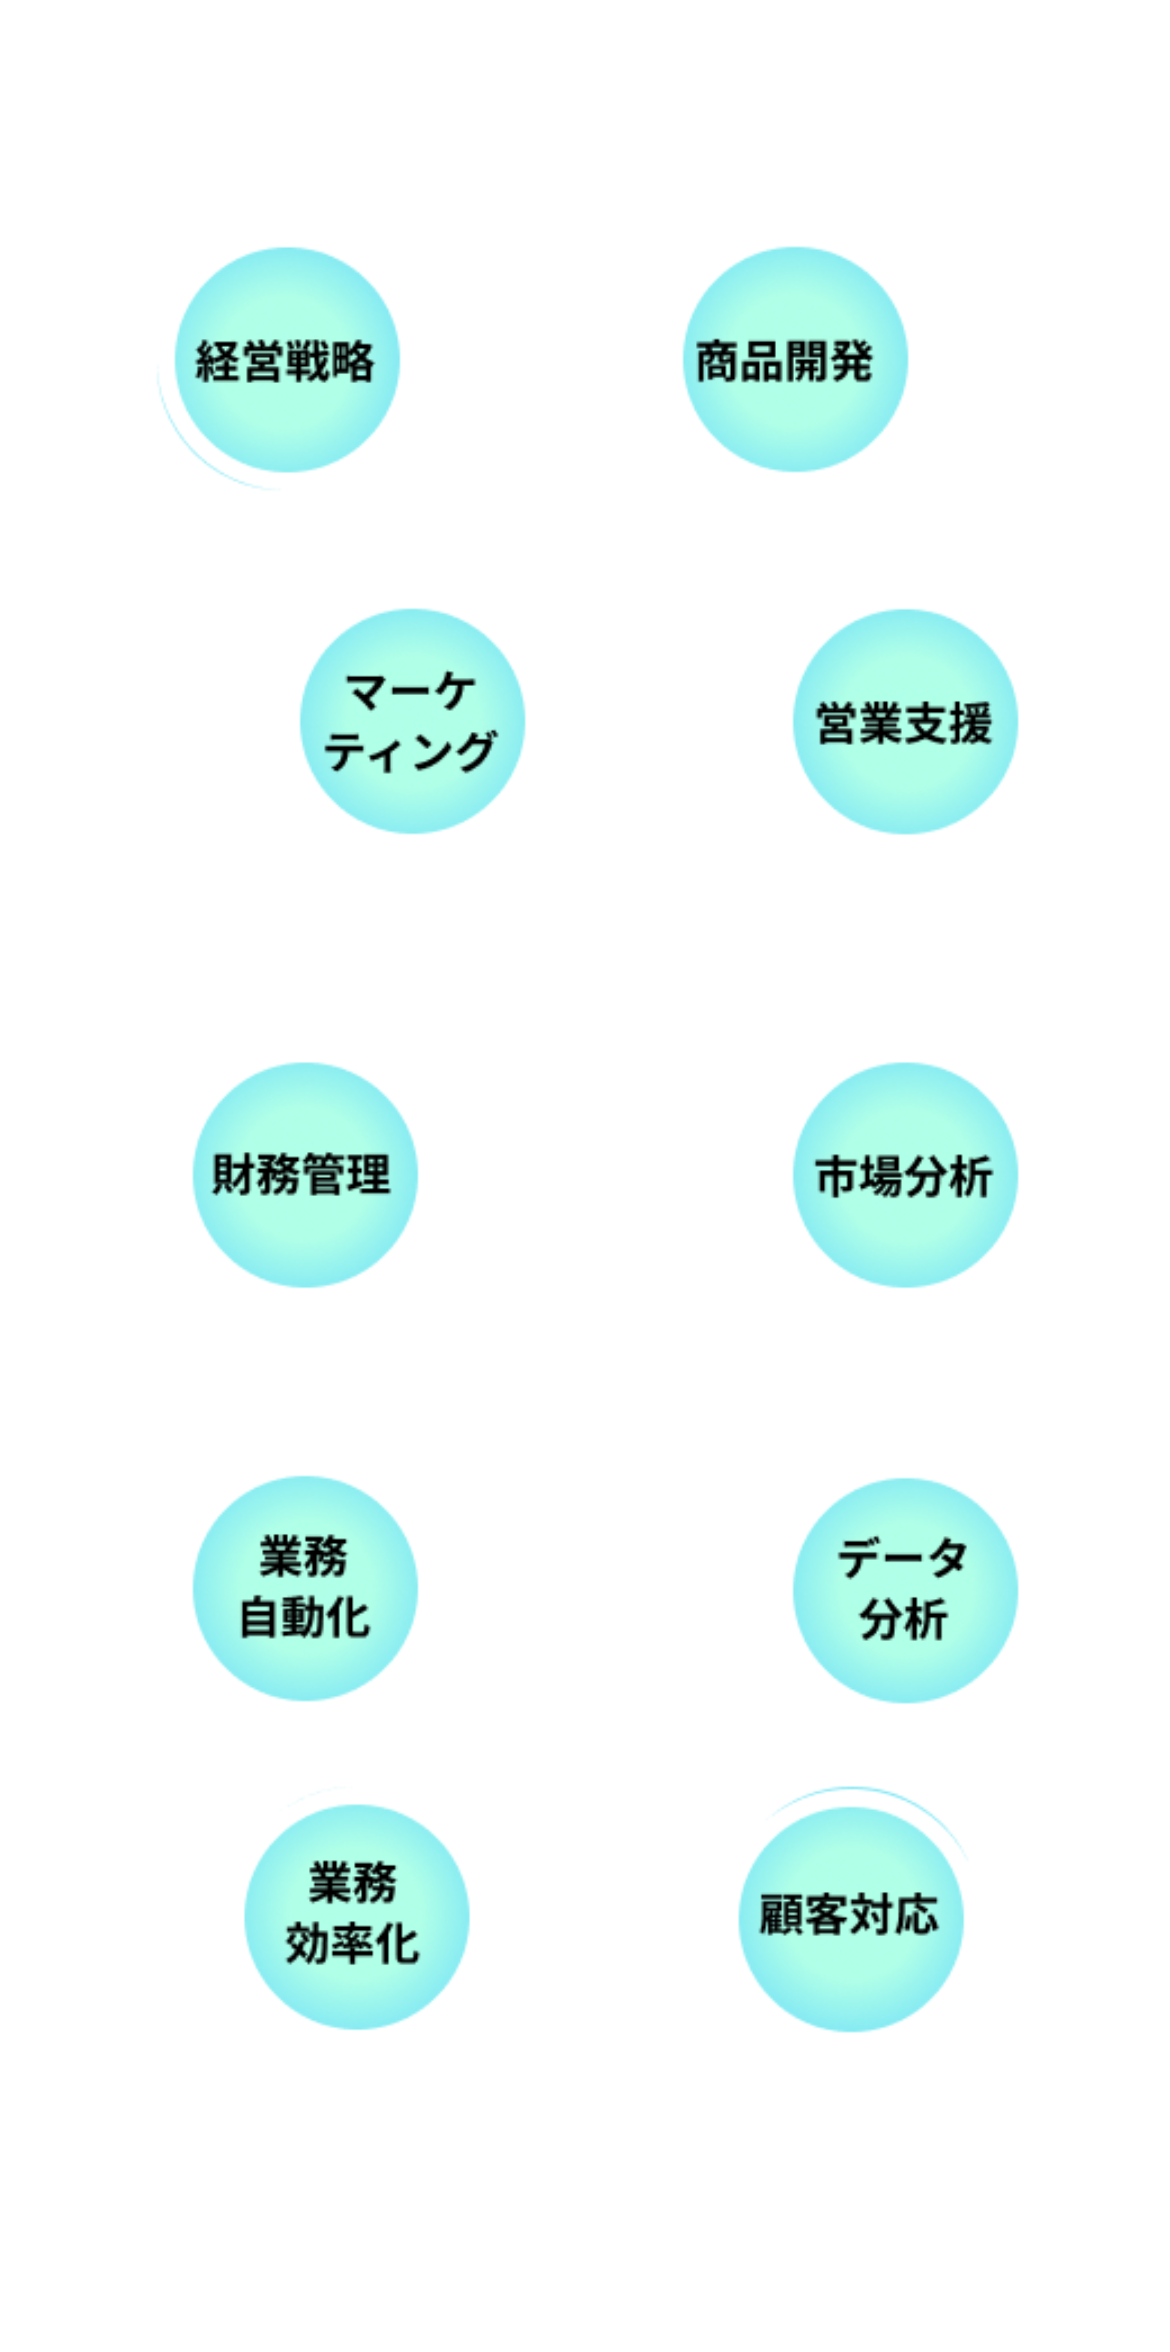 経営戦略
商品開発
マーケ
ティング
営業支援
財務管理
市場分析
業務
自動化
データ
分析
業務
効率化
顧客対応